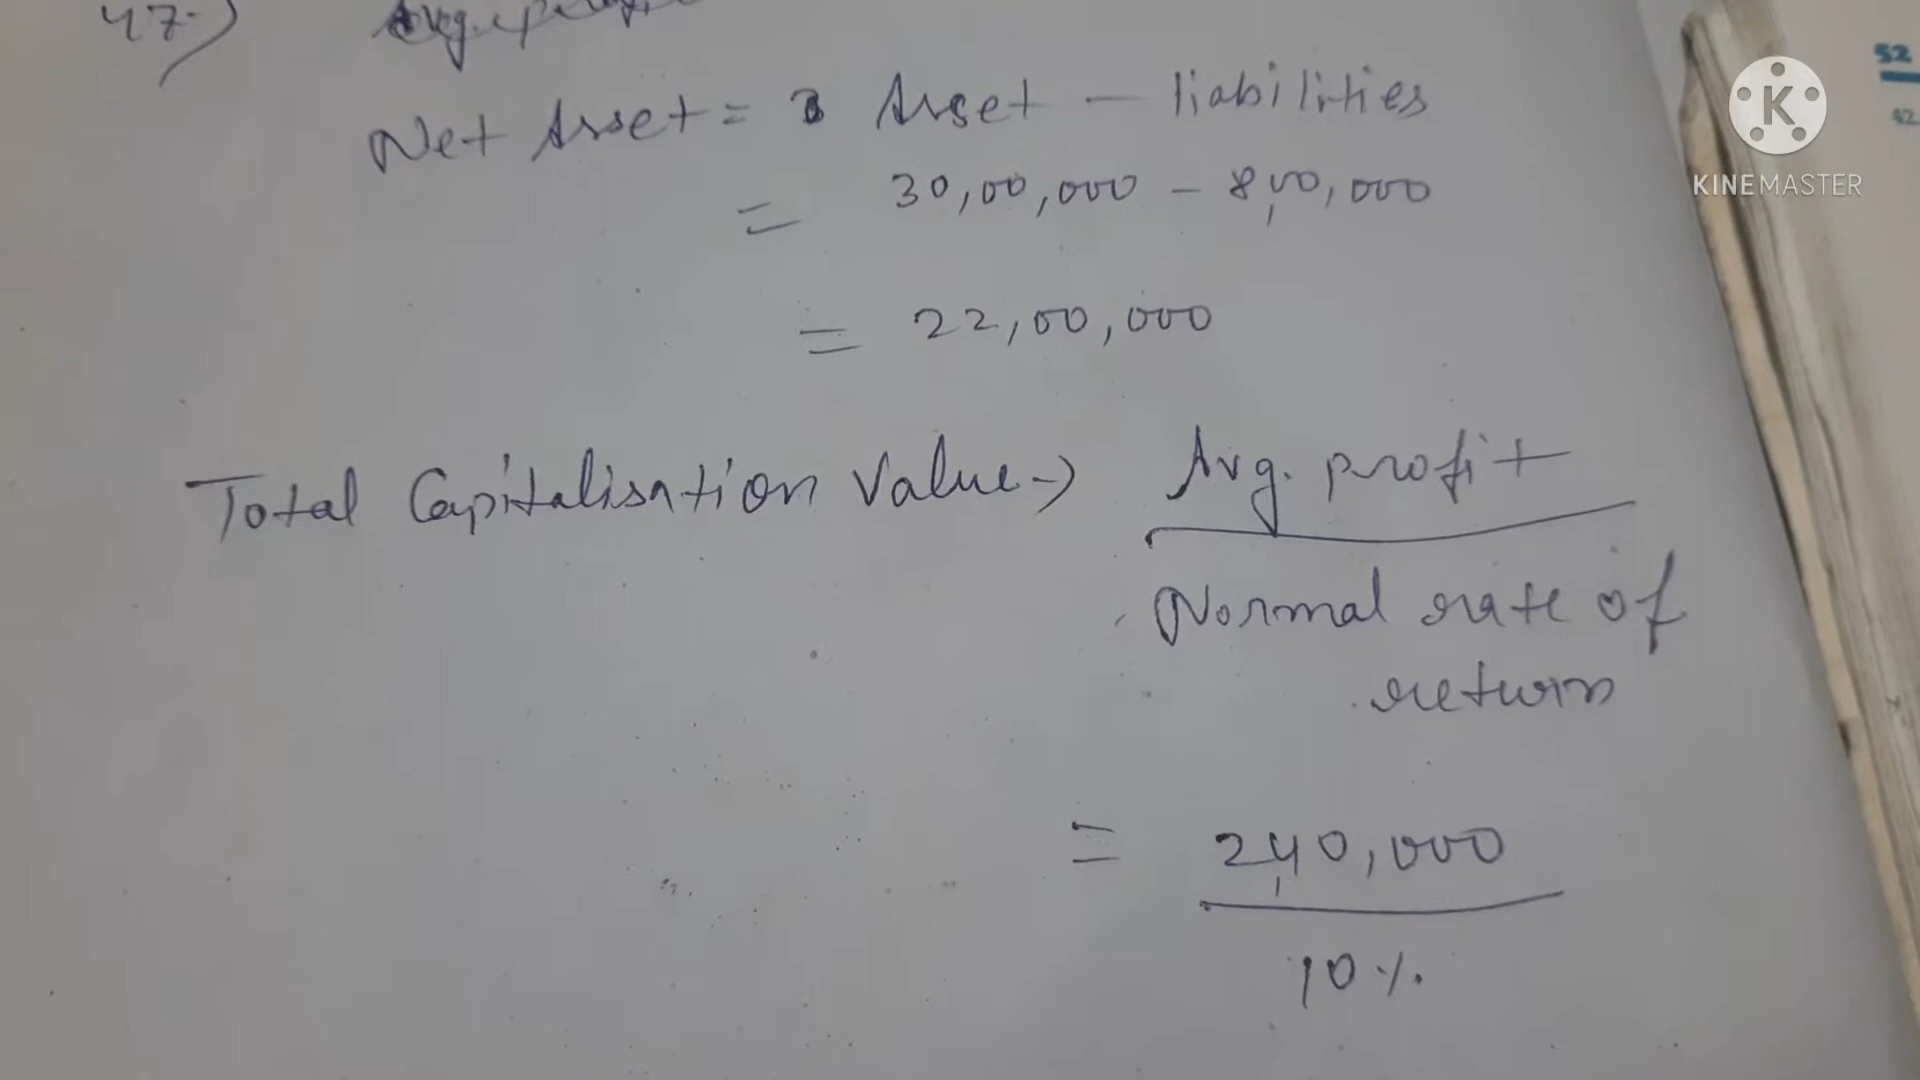 47.)
Net Asset = Asset - liabilities
= 30,00,000 - 8,00,000
= 22,00,000
Total Capitalisation Value → Avg. profit
Normal rate of
return
= 2,40,000
10%
52
K
KINEMASTER